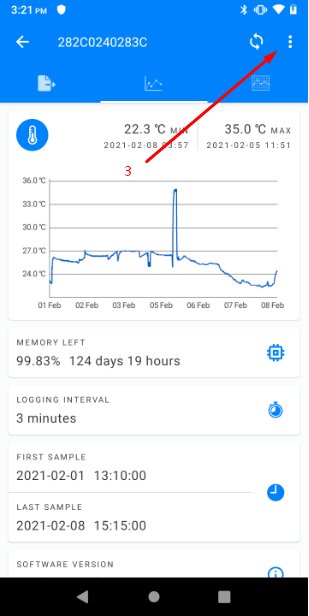 3:21 PM
282C0240283C
22.3 °C MIN 35.0 °C MAX
2021-02-08 03:57 2021-02-05 11:51
3
36.0°C
33.0°C
30.0°C
27.0°C
24.0°C
01 Feb 02 Feb 03 Feb 05 Feb 06 Feb 07 Feb 08 Feb
MEMORY LEFT
99.83% 124 days 19 hours
LOGGING INTERVAL
3 minutes
FIRST SAMPLE
2021-02-01 13:10:00
LAST SAMPLE
2021-02-08 15:15:00
SOFTWARE VERSION